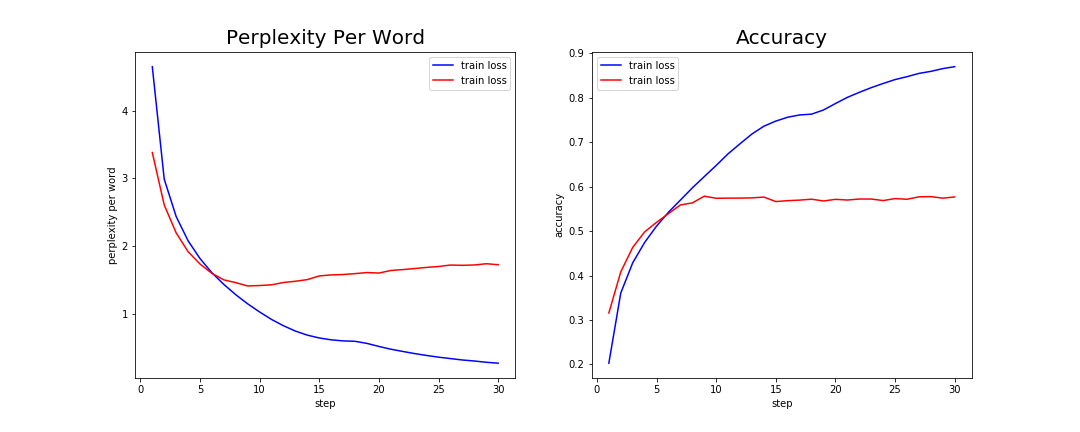 Perplexity Per Word
train loss
train loss
perplexity per word
4
3
2
1
0
5
10
15
20
25
30
step
Accuracy
train loss
train loss
accuracy
0.9
0.8
0.7
0.6
0.5
0.4
0.3
0.2
0
5
10
15
20
25
30
step